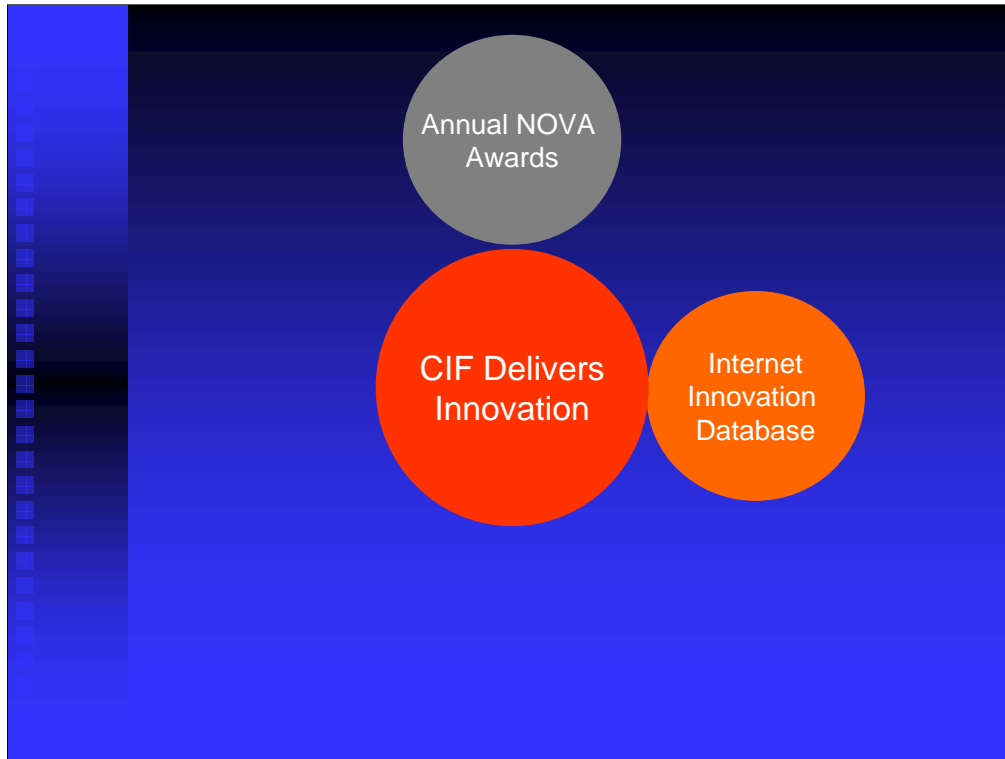 Annual NOVA
Awards
CIF Delivers
Innovation
Internet
Innovation
Database